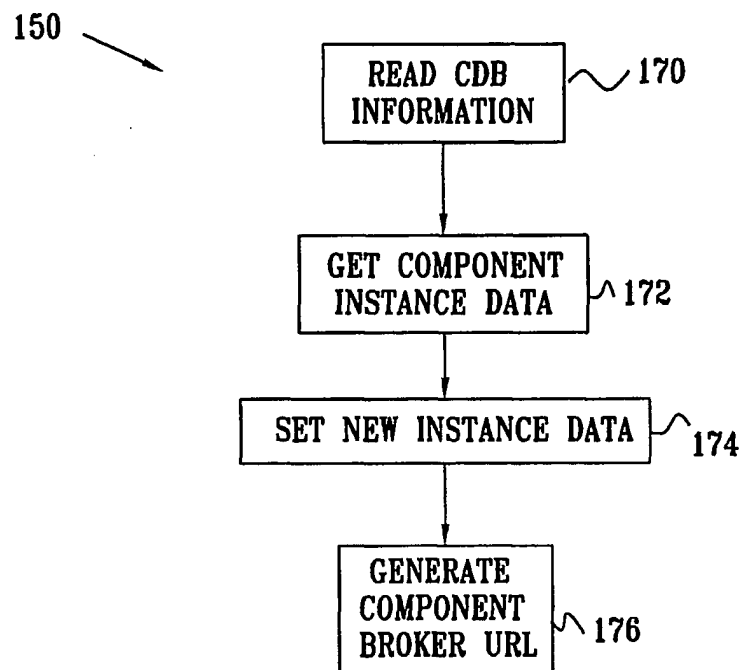 150
READ CDB
INFORMATION
170
GET COMPONENT
INSTANCE DATA
172
SET NEW INSTANCE DATA
174
GENERATE
COMPONENT
BROKER URL
176